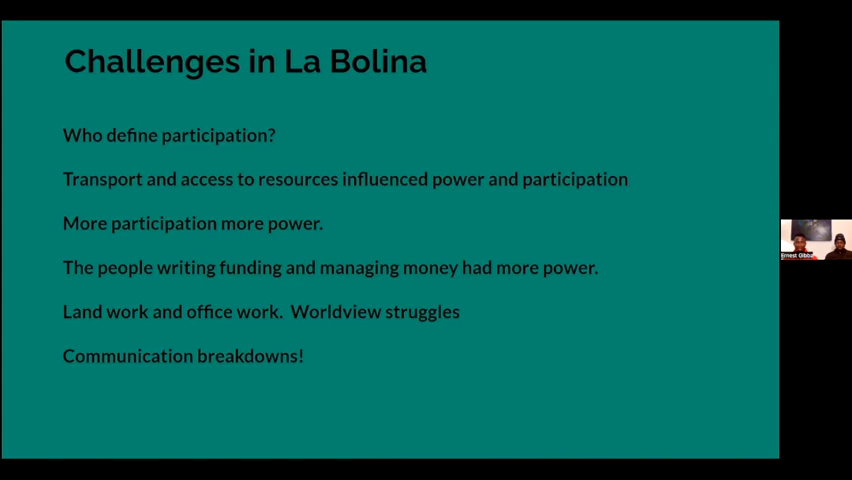 Challenges in La Bolina
Who define participation?
Transport and access to resources influenced power and participation
More participation more power.
The people writing funding and managing money had more power.
Land work and office work.  Worldview struggles
Communication breakdowns!
Ernest Gibba